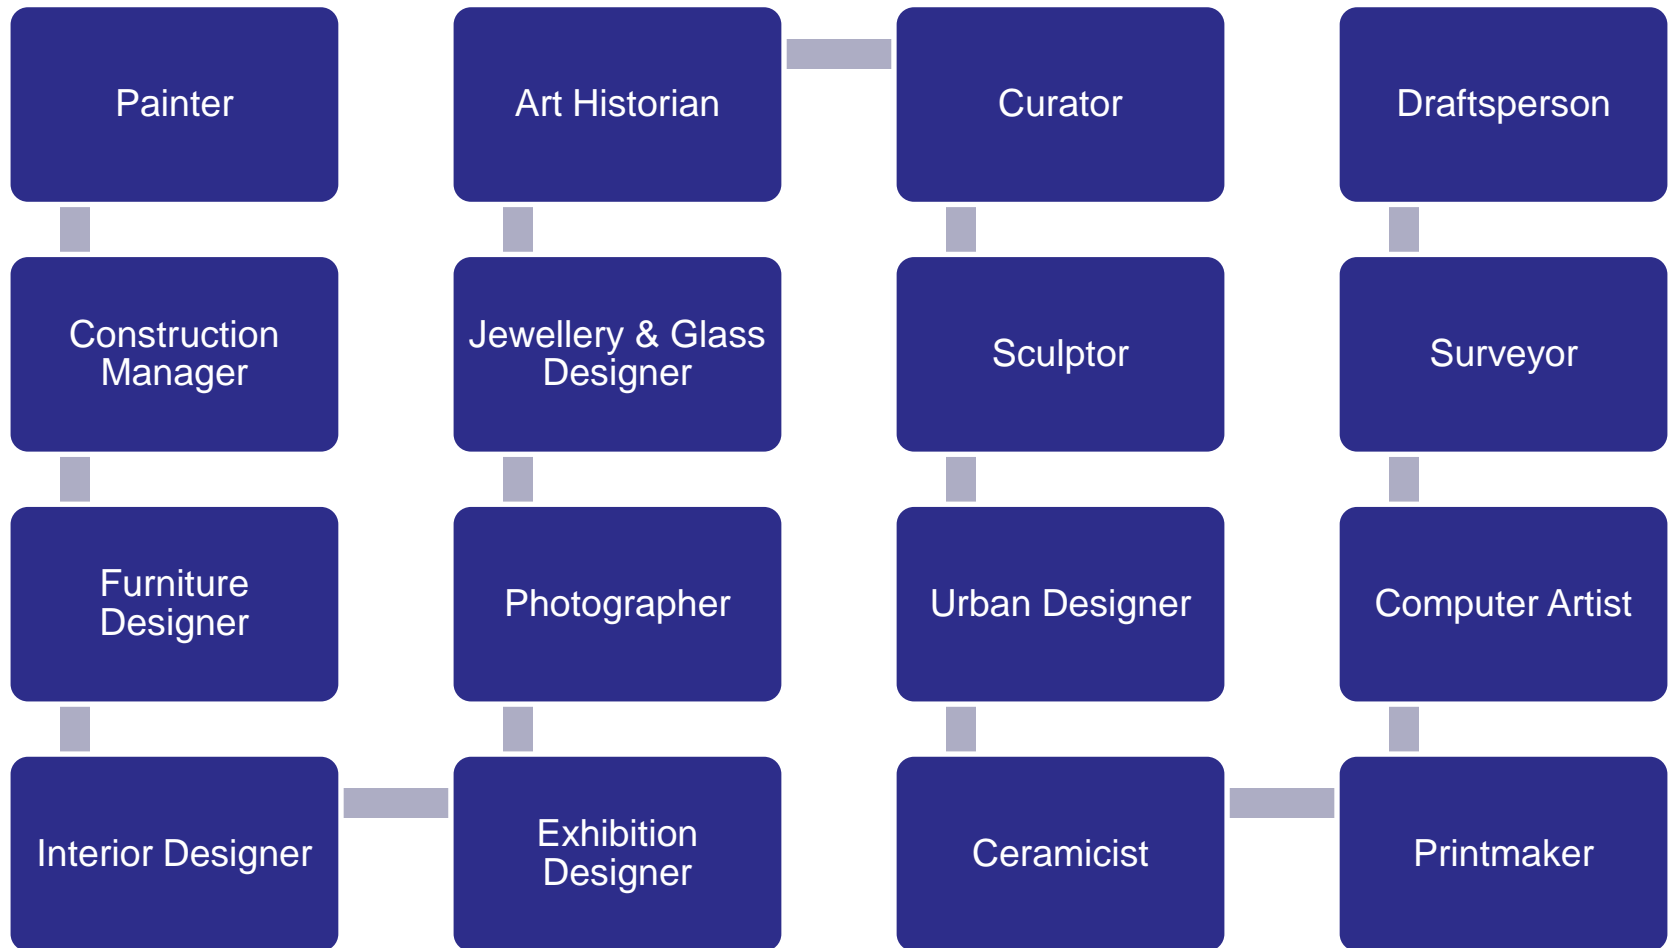 Painter
Construction
Manager
Furniture
Designer
Interior Designer
Exhibition
Designer
Photographer
Jewellery & Glass
Designer
Art Historian
Curator
Sculptor
Urban Designer
Ceramicist
Printmaker
Computer Artist
Surveyor
Draftsperson